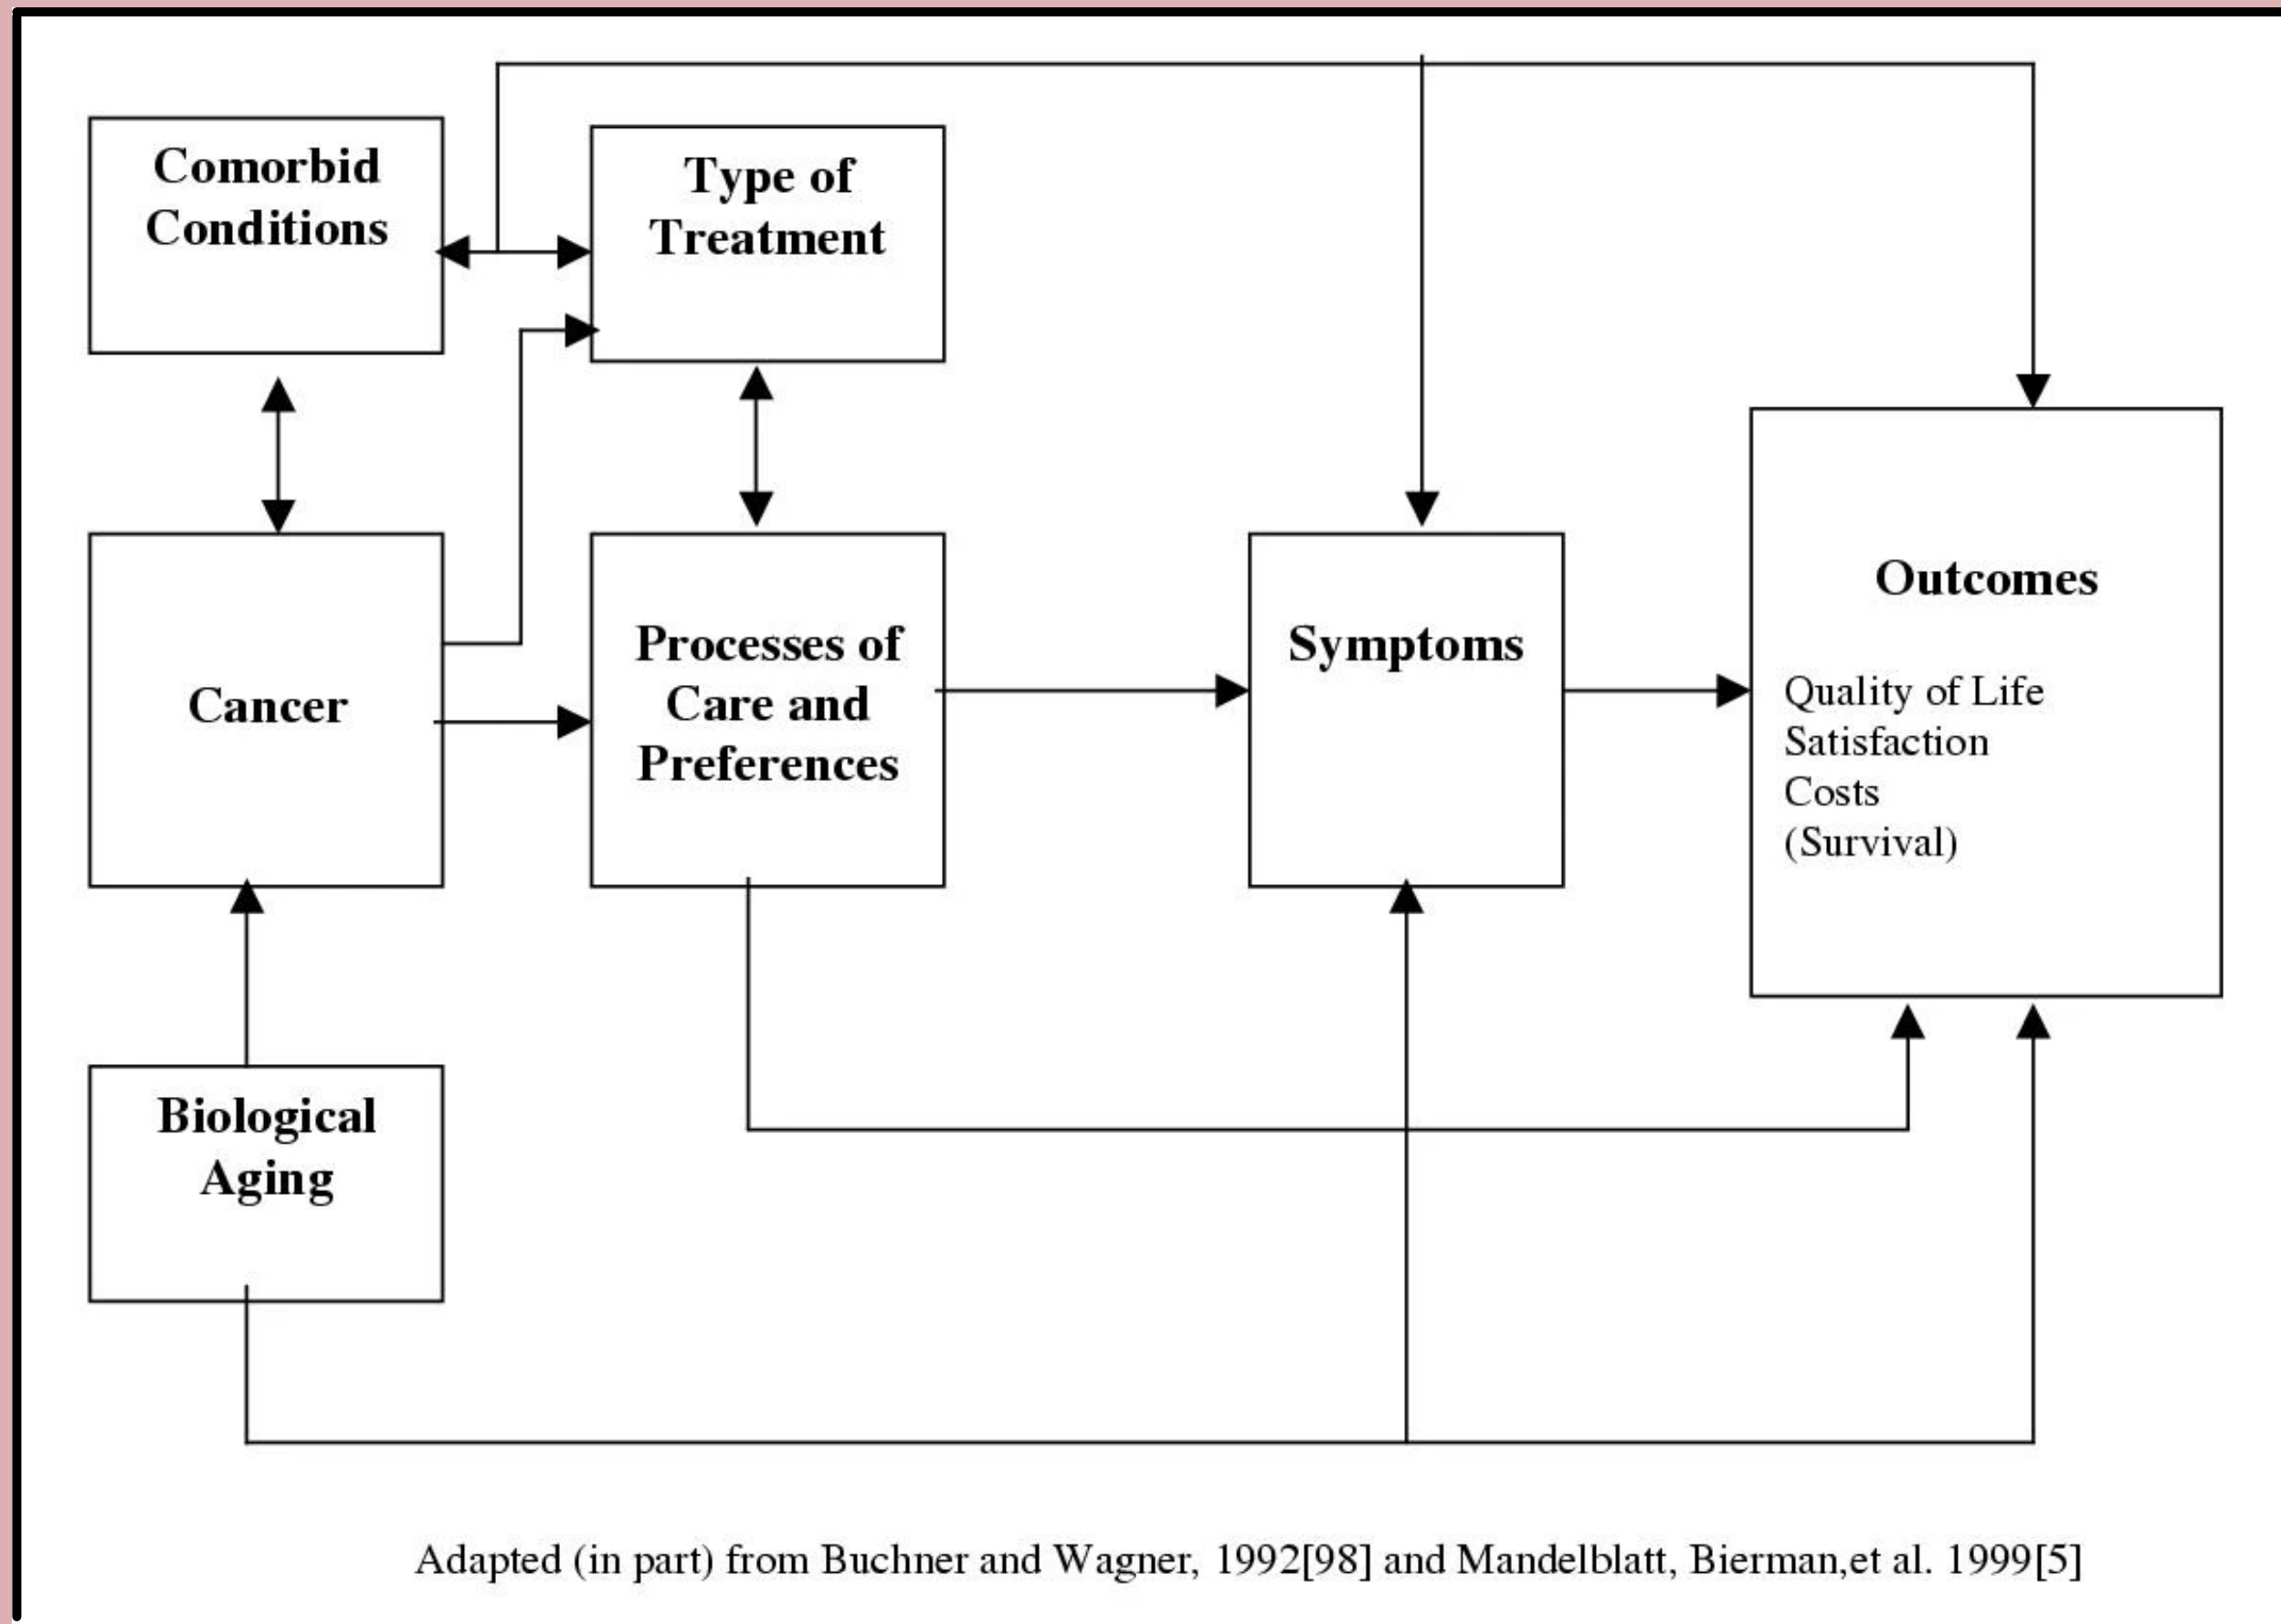 Comorbid
Conditions
Type of
Treatment
Cancer
Processes of
Care and
Preferences
Symptoms
Outcomes
Quality of Life
Satisfaction
Costs
(Survival)
Biological
Aging
Adapted (in part) from Buchner and Wagner, 1992[98] and Mandelblatt, Bierman,et al. 1999[5]